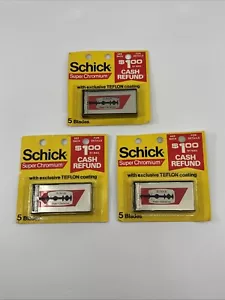 Schick
Super Chromium
$1.00
CASH
REFUND
with exclusive TEFLON coating
5 Blades
Schick
Super Chromium
$1.00
CASH
REFUND
with exclusive TEFLON coating
5 Blades
Schick
Super Chromium
$1.00
CASH
REFUND
with exclusive TEFLON coating
5 Blades